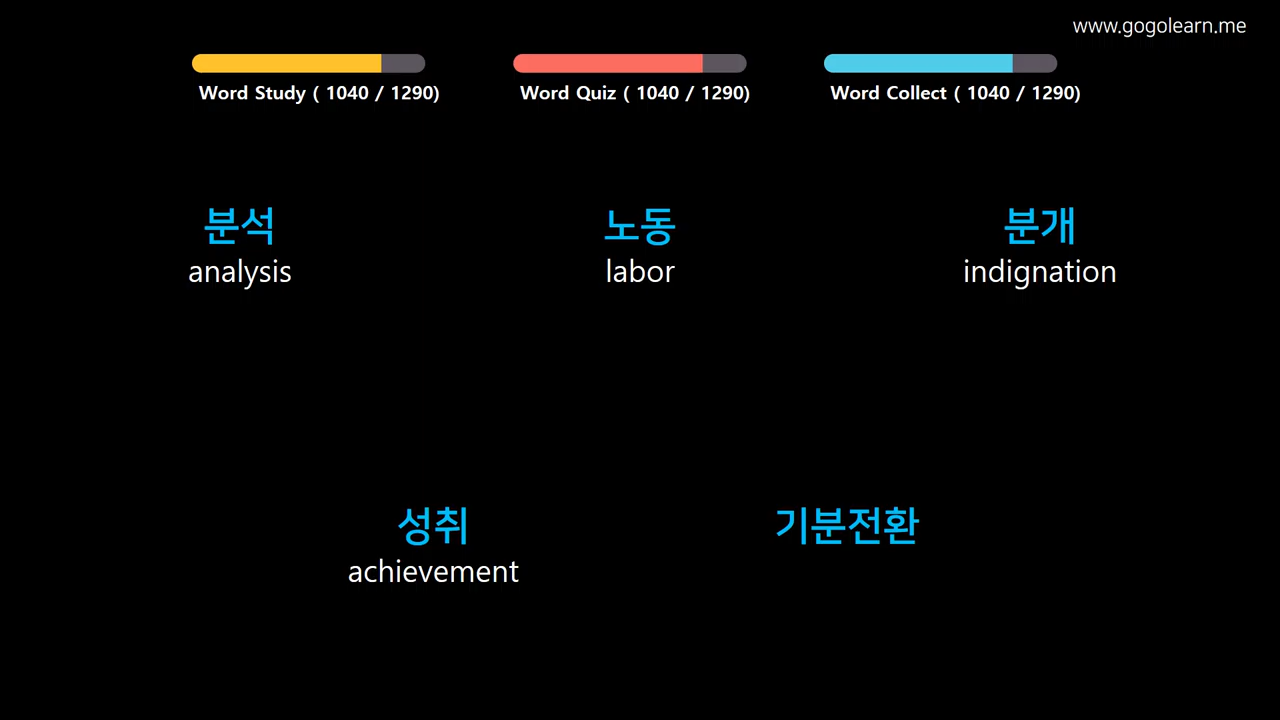 www.gogolearn.me
Word Study ( 1040 / 1290)
Word Quiz ( 1040 / 1290)
Word Collect ( 1040 / 1290)
분석
analysis
노동
labor
분개
indignation
성취
achievement
기분전환